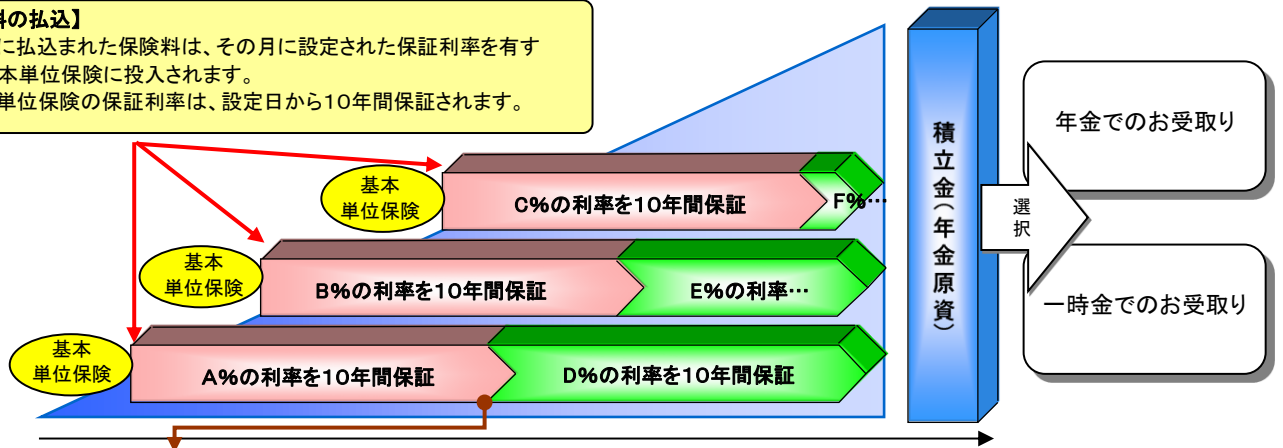 料の払込】
に払込まれた保険料は、その月に設定された保証利率を有す
本単位保険に投入されます。
単位保険の保証利率は、設定日から10年間保証されます。
基本
単位保険
C%の利率を10年間保証
F%…
基本
単位保険
B%の利率を10年間保証
E%の利率…
基本
単位保険
A%の利率を10年間保証
D%の利率を10年間保証
積立金(年金原資)
選択
年金でのお受取り
一時金でのお受取り